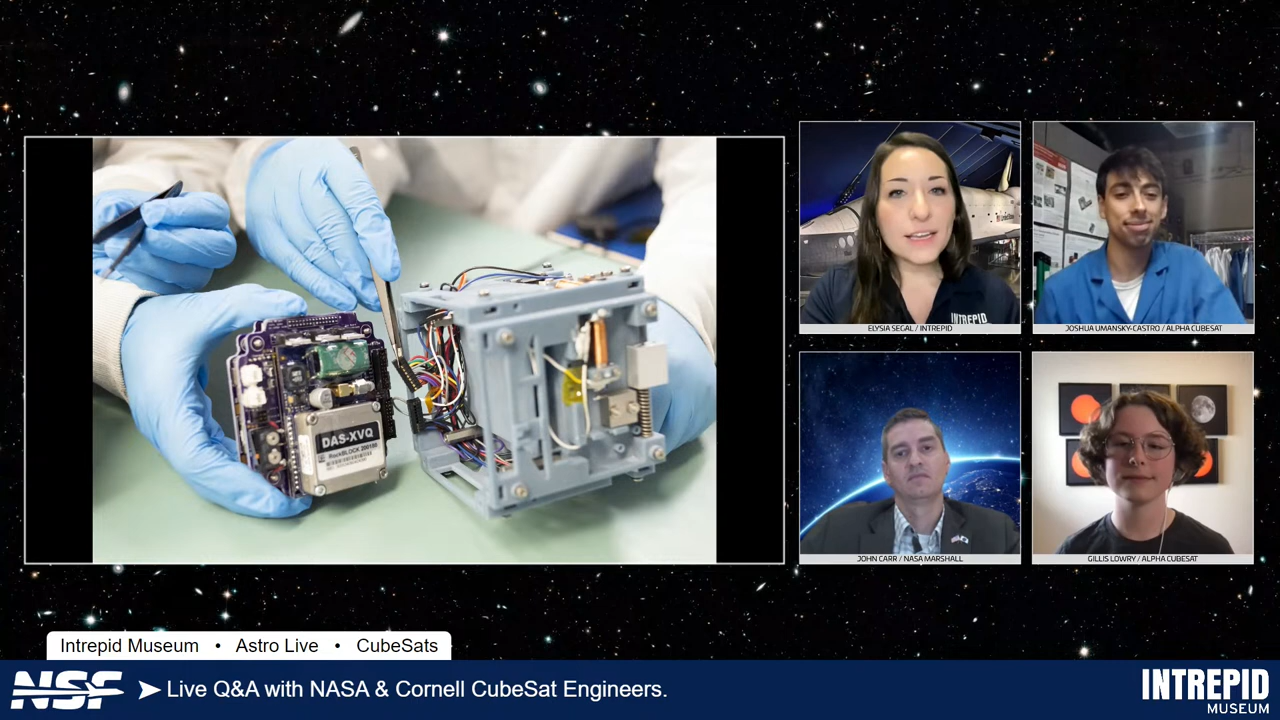 DAS-XVQ
RockBLOCK
INTREPID
ELYSIA SEGAL / INTREPID
JOSHUA UMANSKY-CASTRO / ALPHA CUBESAT
JOHN CARR / NASA MARSHALL
GILLIS LOWRY / ALPHA CUBESAT
Intrepid Museum • Astro Live • CubeSats
NSF
Live Q&A with NASA & Cornell CubeSat Engineers.
INTREPID
MUSEUM